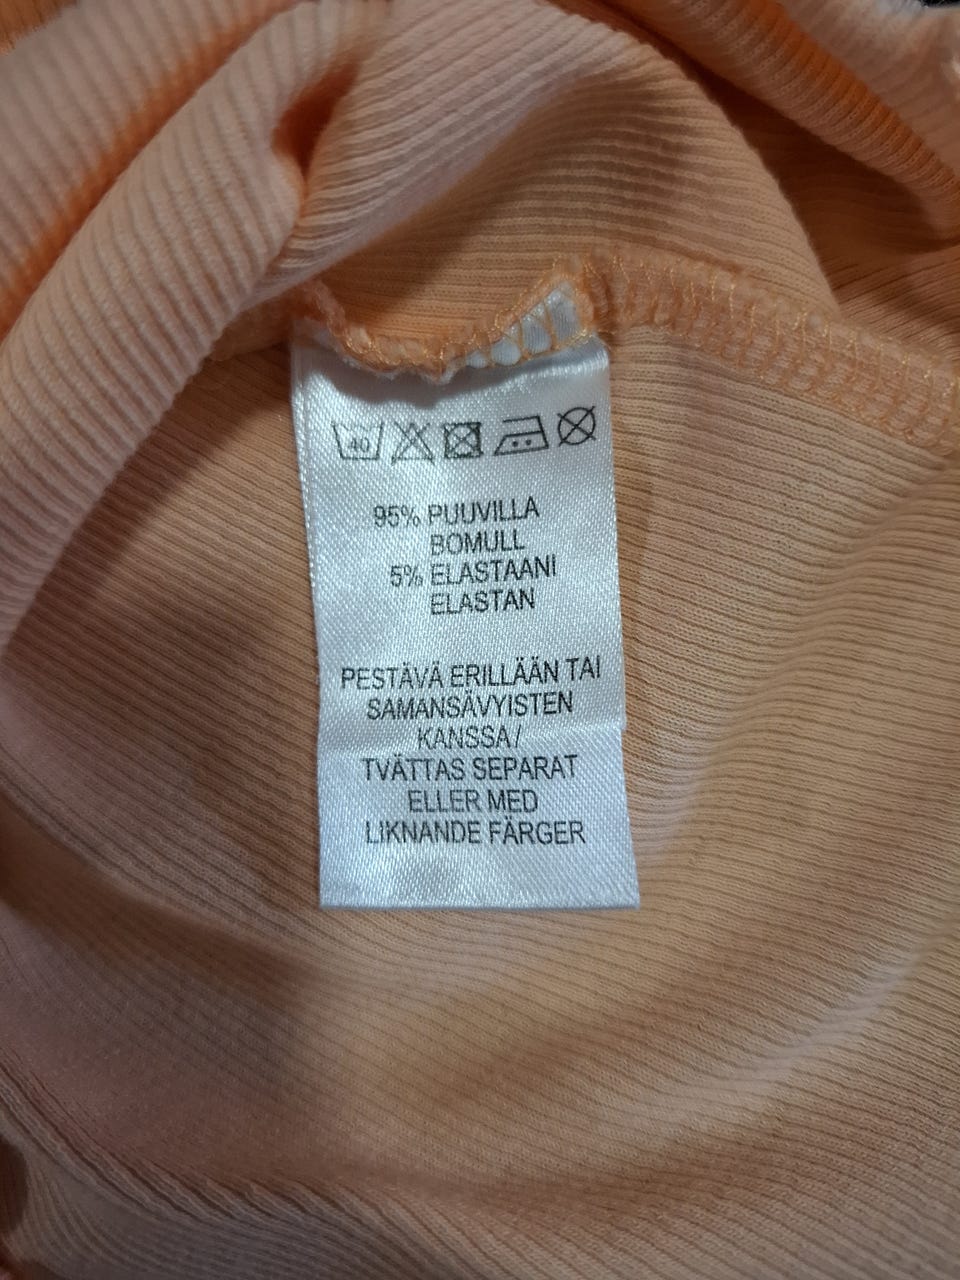 40
95% PUUVILLA
BOMULL
5% ELASTAANI
ELASTAN
PESTÄVÄ ERILLÄÄN TAI
SAMANSÄVYISTEN
KANSSA/
TVÄTTAS SEPARAT
ELLER MED
LIKNANDE FÄRGER